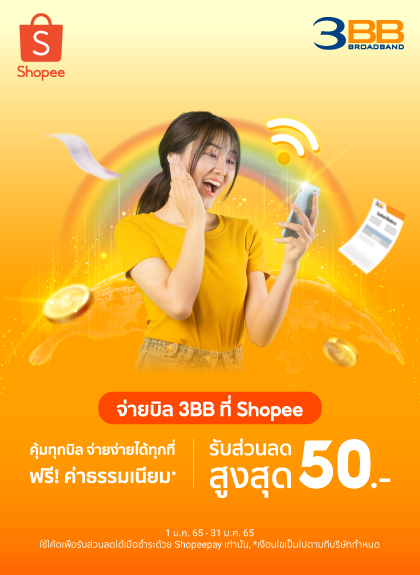 S
Shopee
3BB
BROADBAND
3BB
จ่ายบิล 3BB ที่ Shopee
คุ้มทุกบิล จ่ายง่ายได้ทุกที่
ฟรี! ค่าธรรมเนียม*
รับส่วนลด
สูงสุด 50.-
1 ม.ค. 65 - 31 ม.ค. 65
ใช้โค้ดเพื่อรับส่วนลดได้เมื่อชำระด้วย Shopeepay เท่านั้น, *เงื่อนไขเป็นไปตามที่บริษัทกำหนด